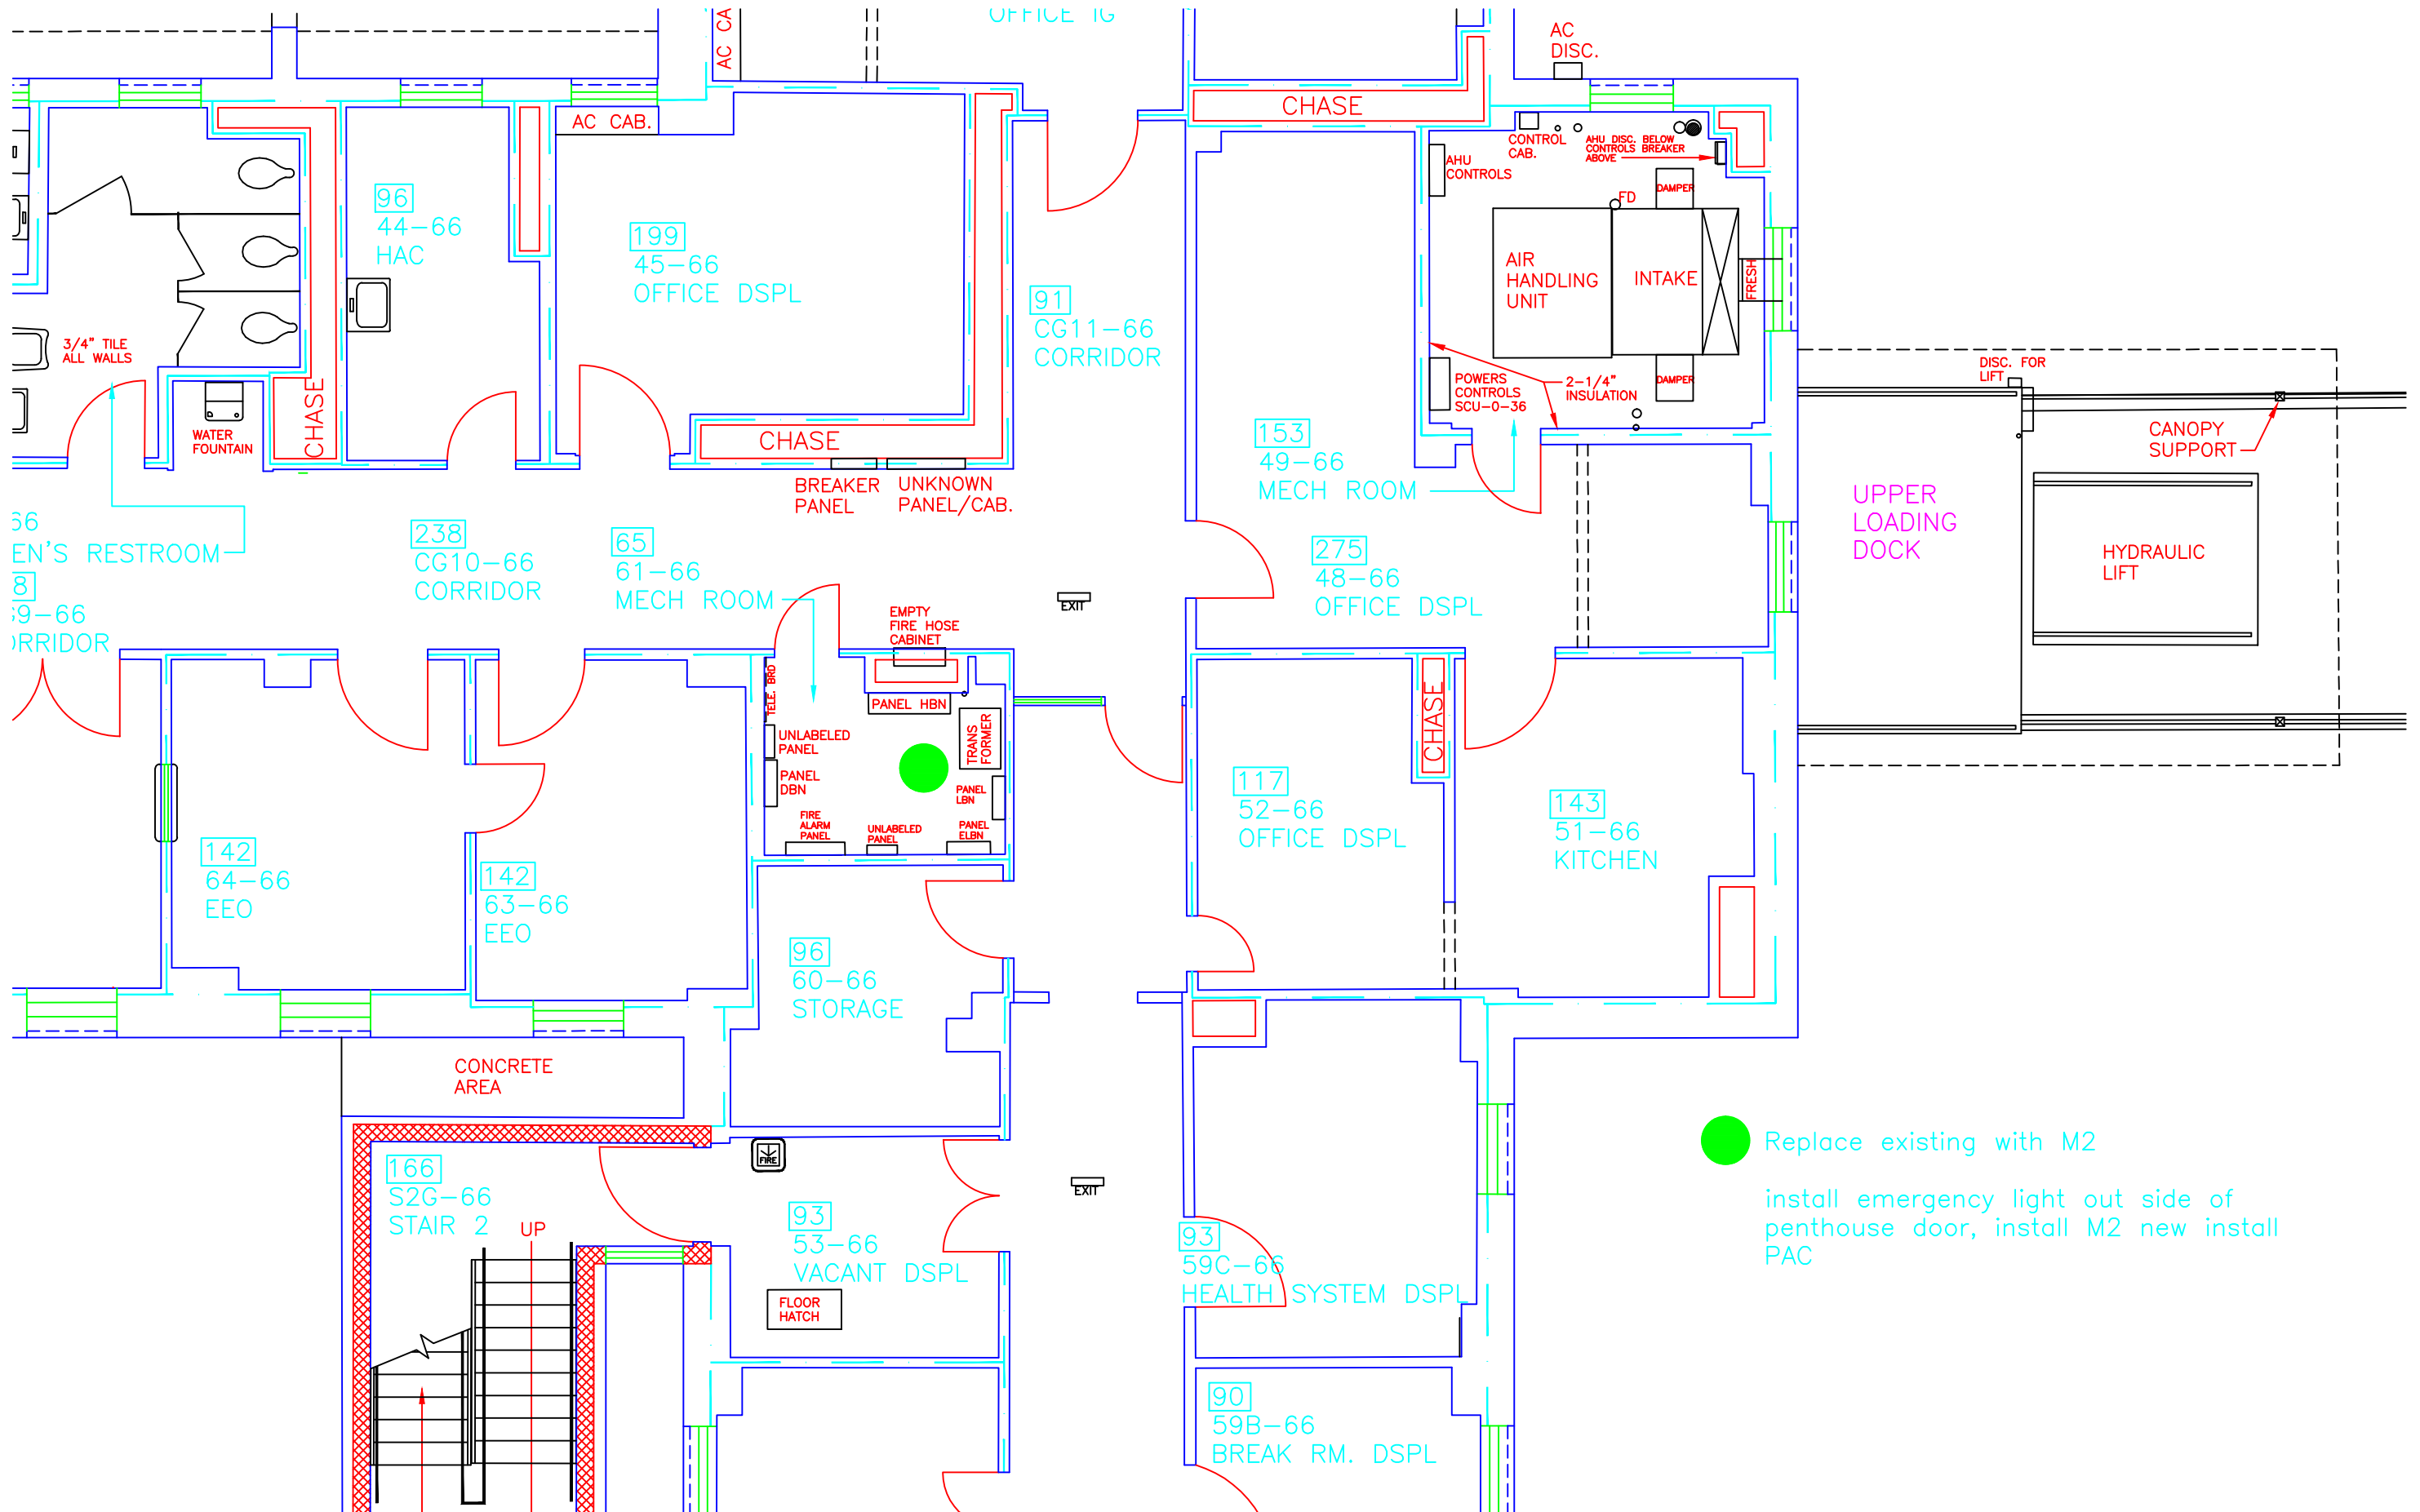 OFFICE 1G
AC CA
AC
DISC.
CHASE
AC CAB.
CONTROL
CAB.
AHU DISC. BELOW
CONTROLS BREAKER
ABOVE
AHU
CONTROLS
DAMPER
FD
96
44-66
HAC
199
45-66
OFFICE DSPL
AIR
HANDLING
UNIT
INTAKE
FRESH
91
CG11-66
CORRIDOR
3/4" TILE
ALL WALLS
WATER
FOUNTAIN
CHASE
CHASE
POWERS
CONTROLS
SCU-0-36
DAMPER
2-1/4"
INSULATION
DISC. FOR
LIFT
CANOPY
SUPPORT
153
49-66
MECH ROOM
BREAKER
PANEL
UNKNOWN
PANEL/CAB.
UPPER
LOADING
DOCK
HYDRAULIC
LIFT
66
EN'S RESTROOM
8
69-66
ORRIDOR
238
CG10-66
CORRIDOR
65
61-66
MECH ROOM
275
48-66
OFFICE DSPL
EXIT
EMPTY
FIRE HOSE
CABINET
TELE. BRD
PANEL HBN
TRANS
FORMER
UNLABELED
PANEL
PANEL
DBN
PANEL
LBN
FIRE
ALARM
PANEL
UNLABELED
PANEL
PANEL
ELBN
CHASE
117
52-66
OFFICE DSPL
143
51-66
KITCHEN
142
64-66
EEO
142
63-66
EEO
96
60-66
STORAGE
CONCRETE
AREA
166
S2G-66
STAIR 2
UP
FIRE
EXIT
93
53-66
VACANT DSPL
FLOOR
HATCH
93
59C-66
HEALTH SYSTEM DSPL
90
59B-66
BREAK RM. DSPL
Replace existing with M2
install emergency light out side of
penthouse door, install M2 new install
PAC